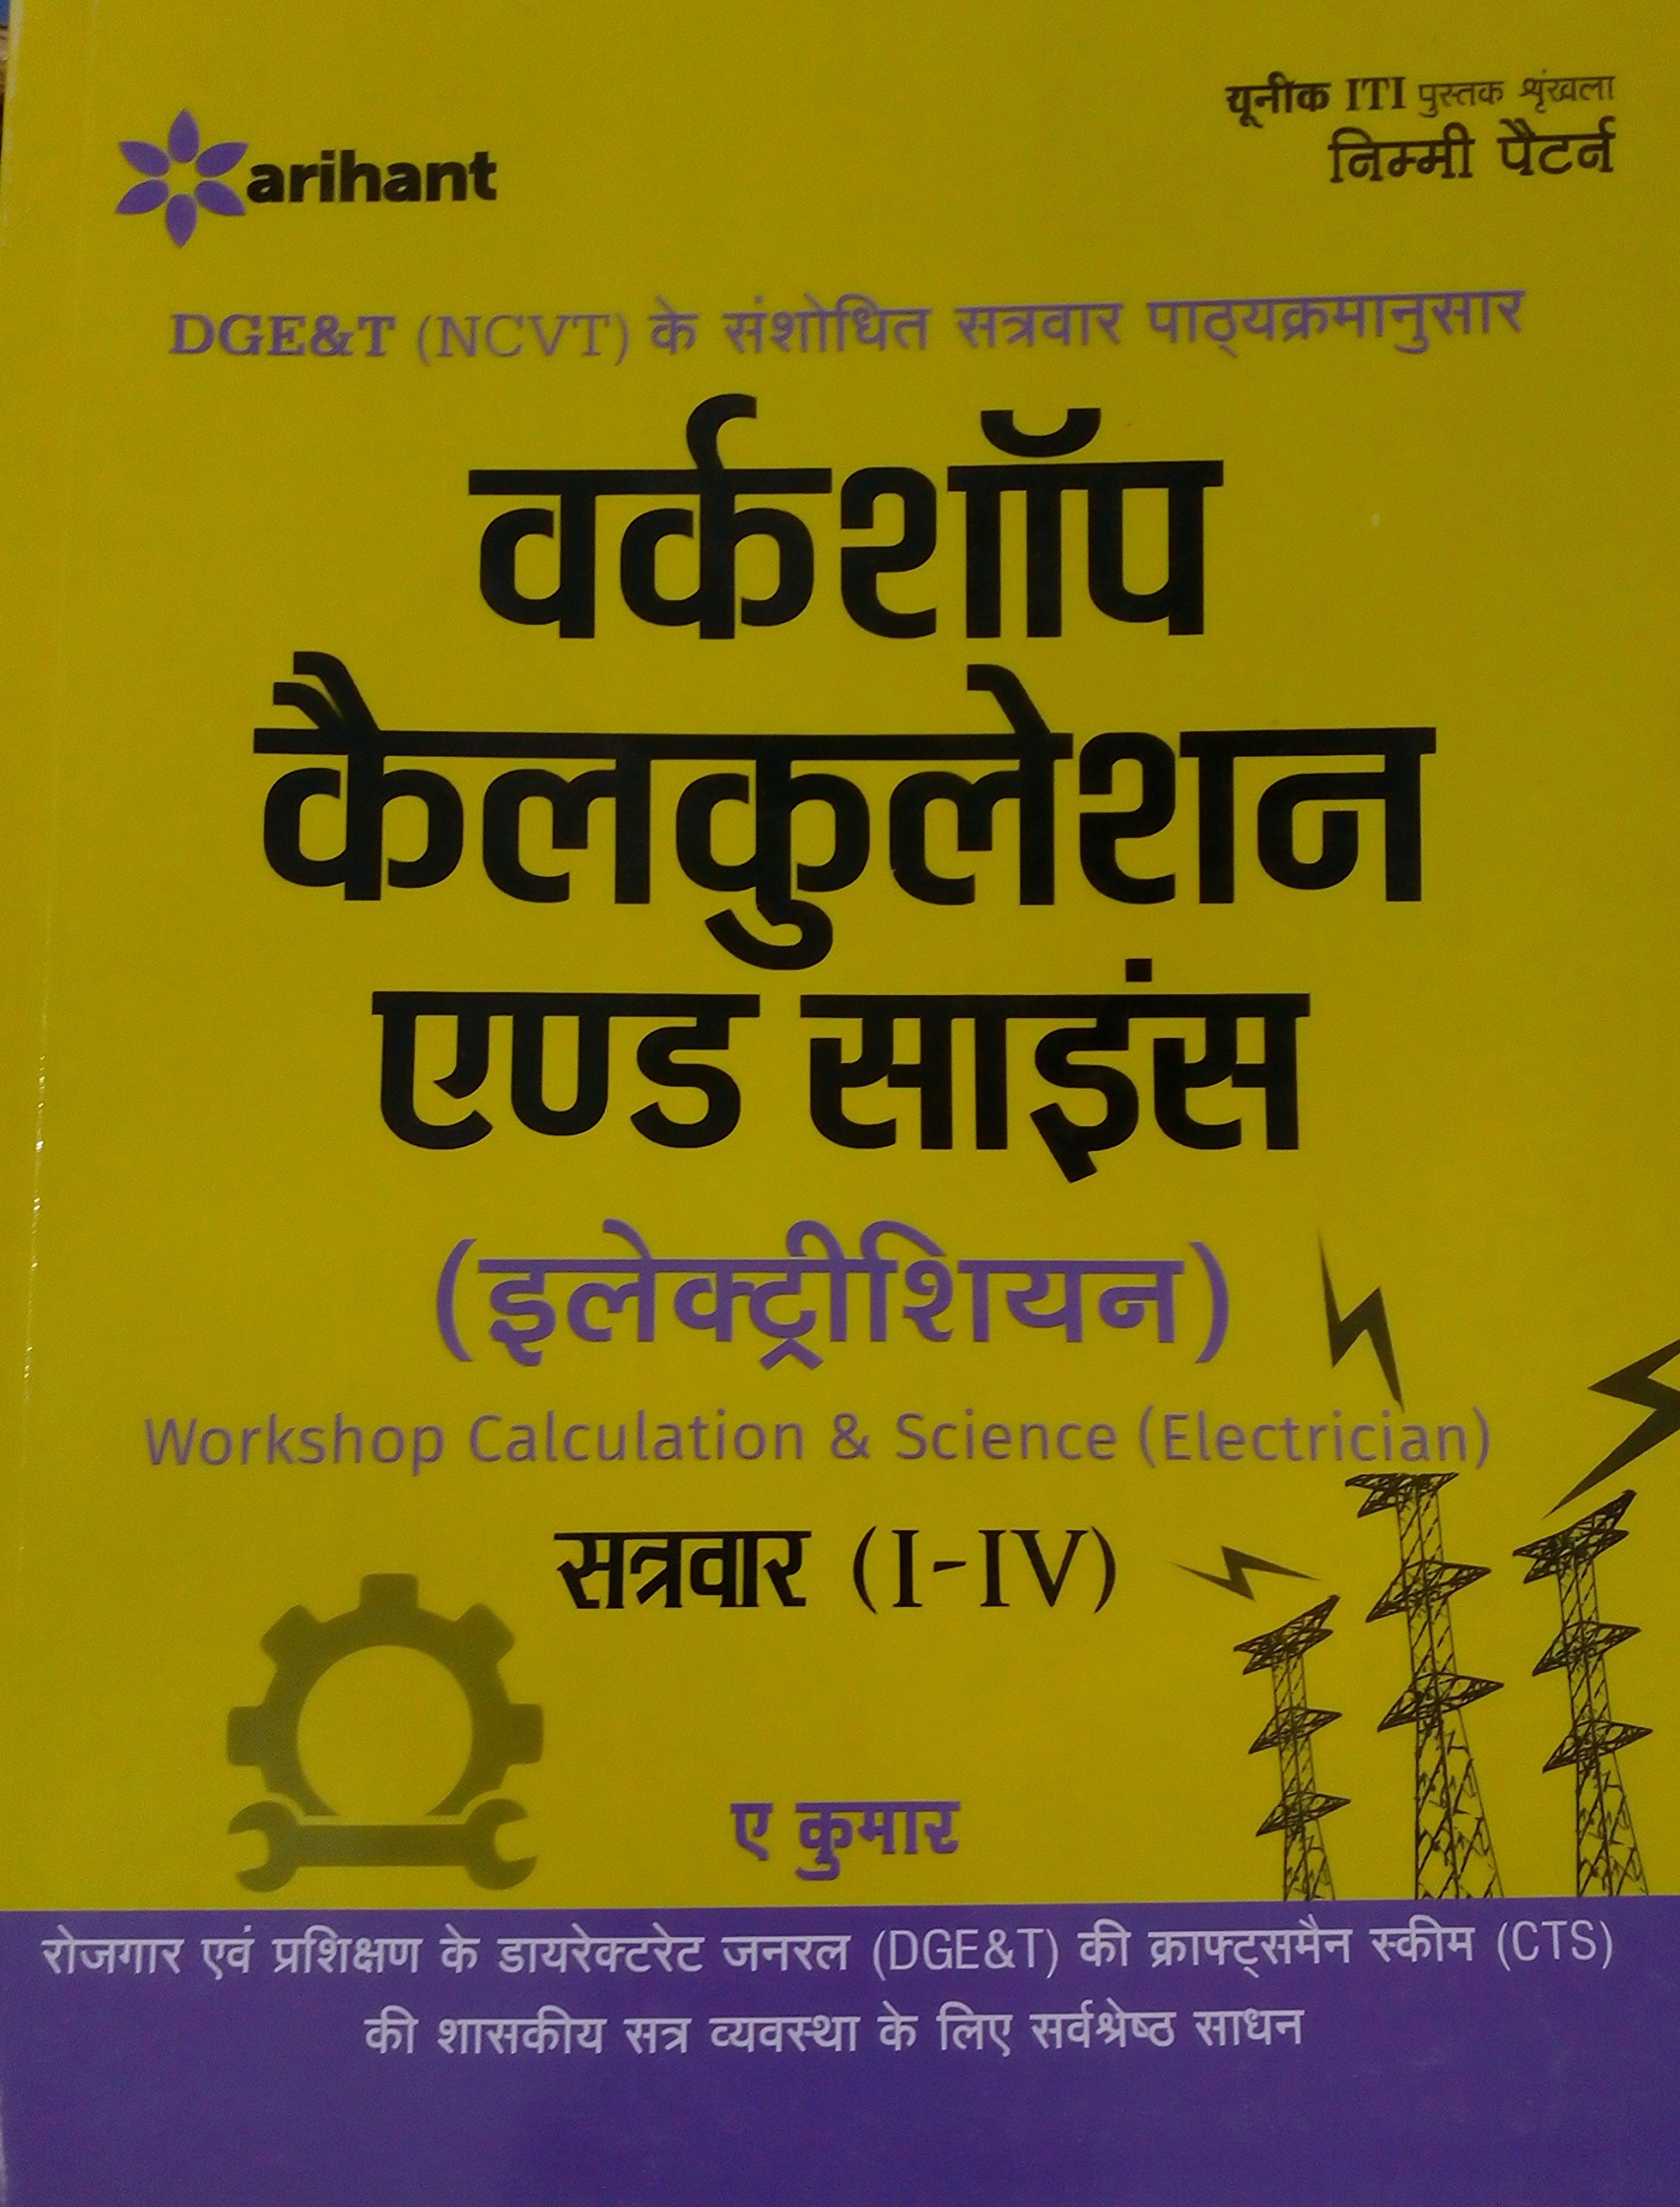 arihant
यूनीक ITI पुस्तक श्रृंखला
निम्मी पैटर्न
DGE&T (NCVT) के संशोधित सत्रवार पाठ्यक्रमानुसार
वर्कशॉप
कैलकुलेशन
एण्ड साइंस
(इलेक्ट्रीशियन)
Workshop Calculation & Science (Electrician)
सत्रवार (I-IV)
ए कुमार
रोजगार एवं प्रशिक्षण के डायरेक्टरेट जनरल (DGE&T) की क्राफ्ट्समैन स्कीम (CTS)
की शासकीय सत्र व्यवस्था के लिए सर्वश्रेष्ठ साधन